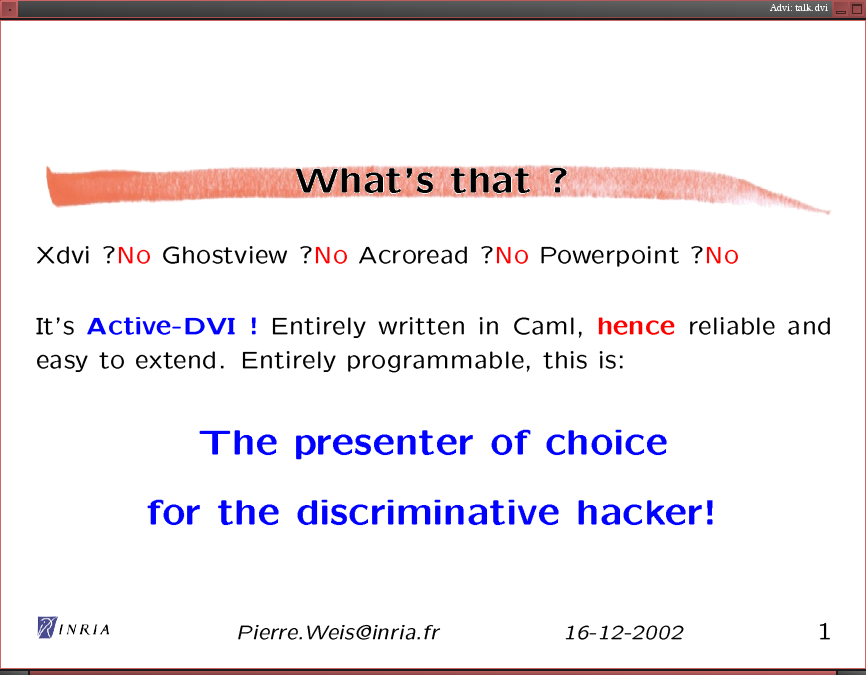 Advi: talk.dvi
What's that ?
Xdvi ?No Ghostview ?No Acroread ?No Powerpoint ?No
It's Active-DVI ! Entirely written in Caml, hence reliable and
easy to extend. Entirely programmable, this is:
The presenter of choice
for the discriminative hacker!
INRIA Pierre.Weis@inria.fr 16-12-2002 1